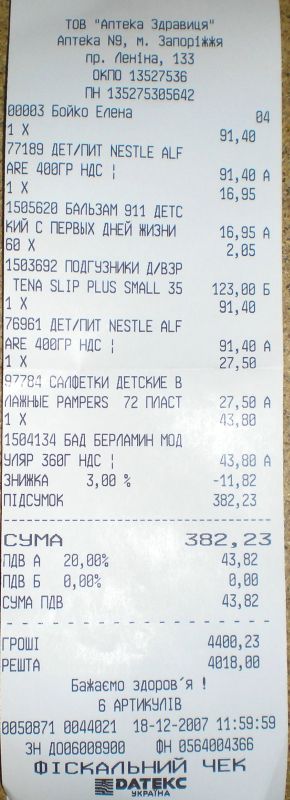 ТОВ "Аптека Здравиця"
Аптека N9, м. Запоріжжя
пр. Леніна, 133
ОКПО 13527536
ПН 135275305642
00003 Бойко Елена 04
1 X 91,40
77189 ДЕТ/ПИТ NESTLE ALF
ARE 400ГР НДС ¦ 91,40 А
1 X 16,95
1505620 БАЛЬЗАМ 911 ДЕТС
КИЙ С ПЕРВЫХ ДНЕЙ ЖИЗНИ 16,95 А
60 X 2,05
1503692 ПОДГУЗНИКИ Д/ВЗР
TENA SLIP PLUS SMALL 35 123,00 Б
1 X 91,40
76961 ДЕТ/ПИТ NESTLE ALF
ARE 400ГР НДС ¦ 91,40 А
1 X 27,50
97784 САЛФЕТКИ ДЕТСКИЕ В
ЛАЖНЫЕ PAMPERS 72 ПЛАСТ 27,50 А
1 X 43,80
1504134 БАД БЕРЛАМИН МОД
УЛЯР 360Г НДС ¦ 43,80 А
ЗНИЖКА 3,00 % -11,82
ПІДСУМОК 382,23
СУМА 382,23
ПДВ А 20,00% 43,82
ПДВ Б 0,00% 0,00
СУМА ПДВ 43,82
ГРОШІ 4400,23
РЕШТА 4018,00
Бажаємо здоров'я !
6 АРТИКУЛІВ
0050871 0044021 18-12-2007 11:59:59
ЗН ДО06008900 ФН 0564004366
ФІСКАЛЬНИЙ ЧЕК
DATEКС
УКРАЇНА